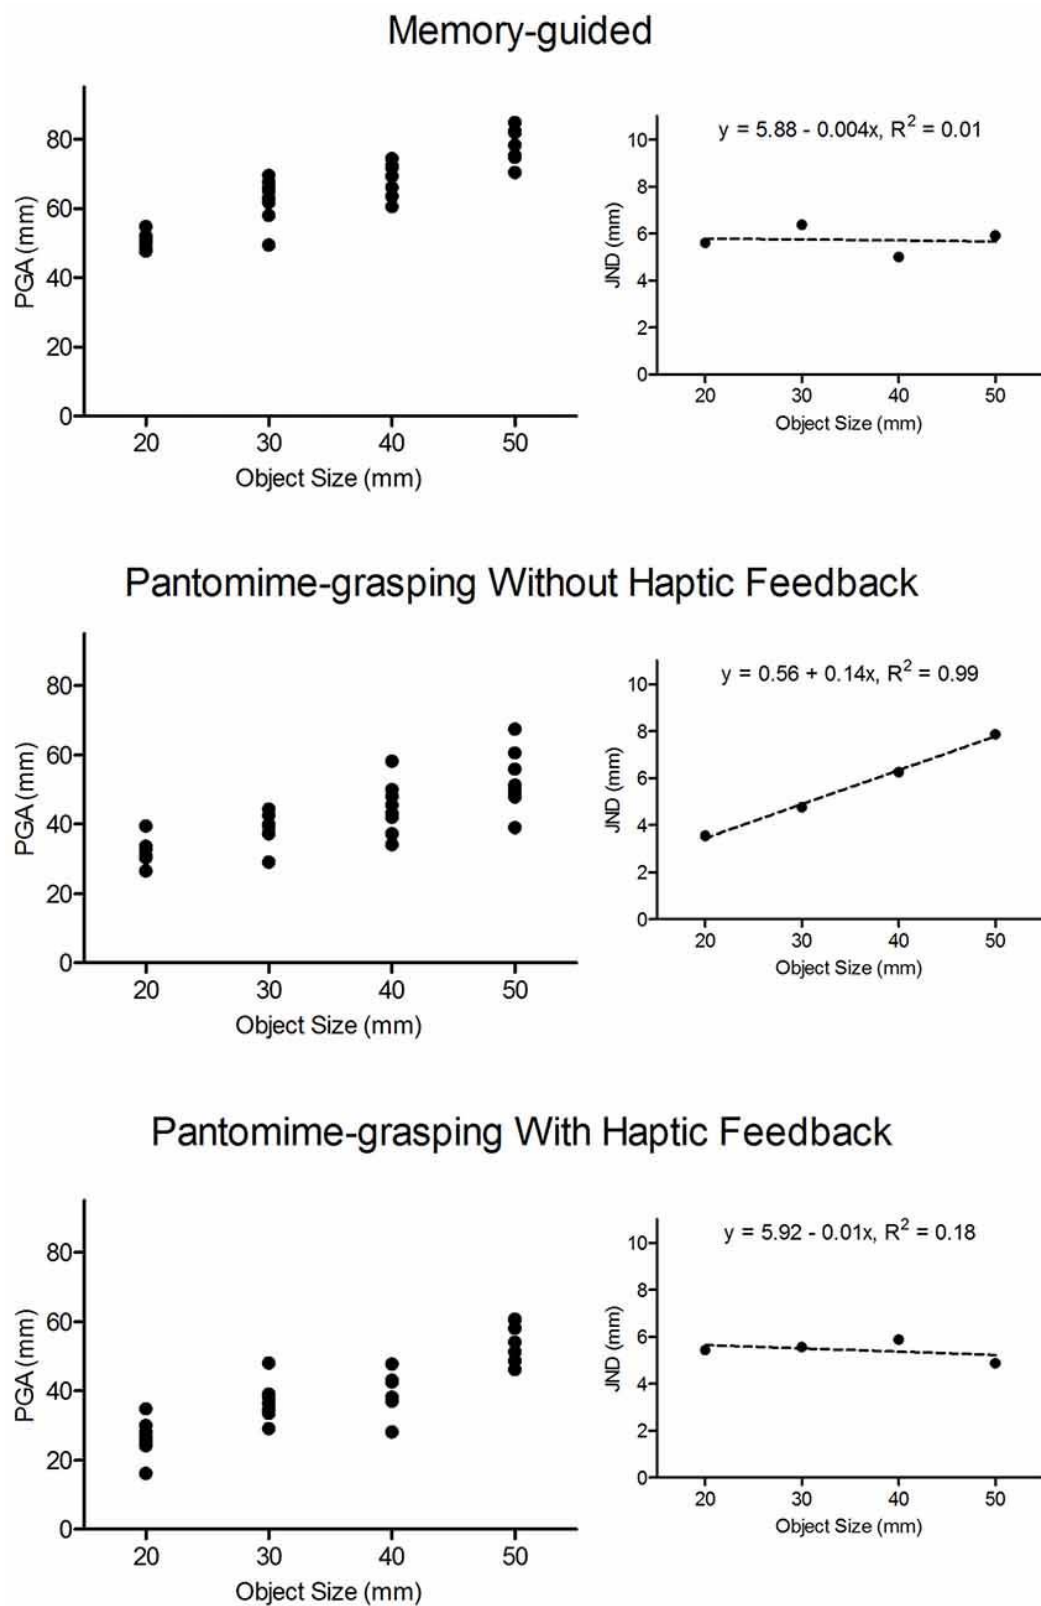 Memory-guided
80
60
40
20
0
PGA (mm)
20 30 40 50
Object Size (mm)
y = 5.88 - 0.004x, R² = 0.01
10
8
6
4
2
0
JND (mm)
20 30 40 50
Object Size (mm)
Pantomime-grasping Without Haptic Feedback
80
60
40
20
0
PGA (mm)
20 30 40 50
Object Size (mm)
y = 0.56 + 0.14x, R² = 0.99
10
8
6
4
2
0
JND (mm)
20 30 40 50
Object Size (mm)
Pantomime-grasping With Haptic Feedback
80
60
40
20
0
PGA (mm)
20 30 40 50
Object Size (mm)
y = 5.92 - 0.01x, R² = 0.18
10
8
6
4
2
0
JND (mm)
20 30 40 50
Object Size (mm)